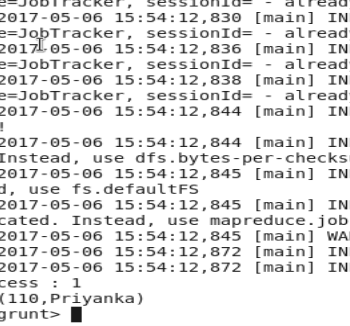 e=JobTracker, sessionId= - alread
2017-05-06 15:54:12,830 [main] IN
e=JobTracker, sessionId= - alread
2017-05-06 15:54:12,836 [main] IN
e=JobTracker, sessionId= - alread
2017-05-06 15:54:12,838 [main] IN
e=JobTracker, sessionId= - alread
2017-05-06 15:54:12,844 [main] IN
!
2017-05-06 15:54:12,844 [main] IN
Instead, use dfs.bytes-per-checks
2017-05-06 15:54:12,845 [main] IN
d, use fs.defaultFS
2017-05-06 15:54:12,845 [main] IN
cated. Instead, use mapreduce.job
2017-05-06 15:54:12,845 [main] WA
2017-05-06 15:54:12,872 [main] IN
2017-05-06 15:54:12,872 [main] IN
cess : 1
(110,Priyanka)
grunt>